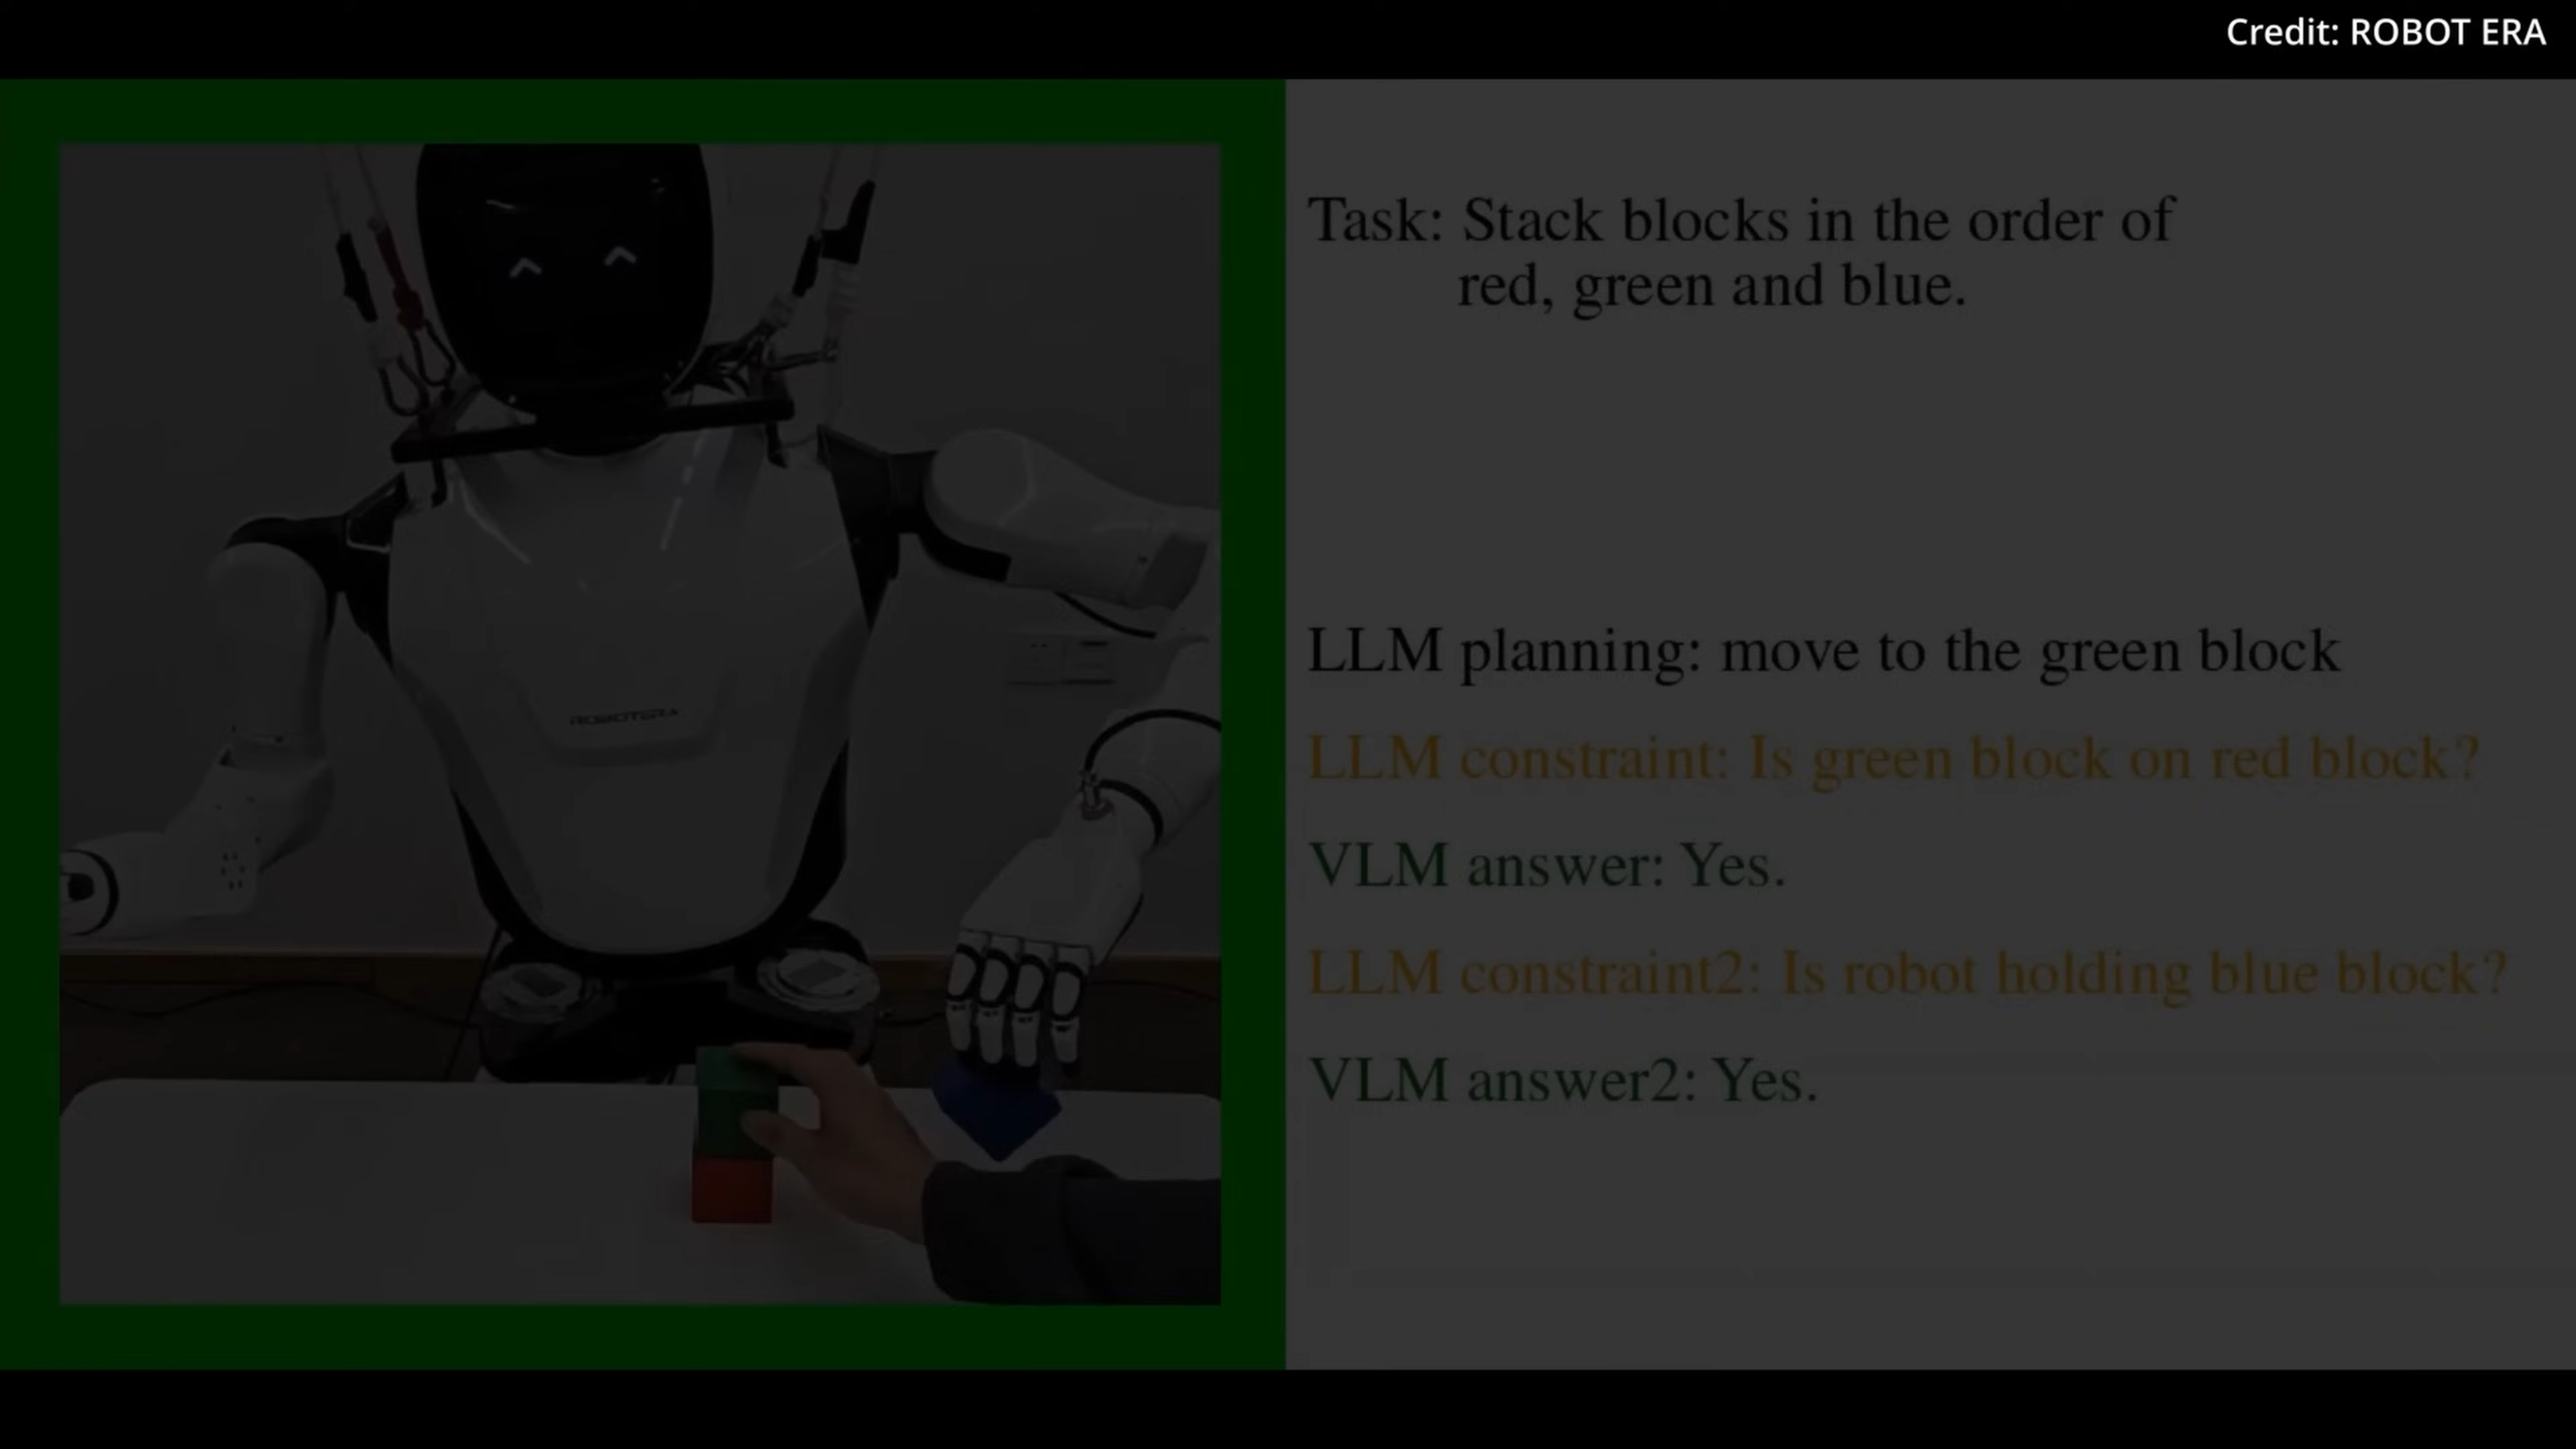 Credit: ROBOT ERA
Task: Stack blocks in the order of
red, green and blue.
LLM planning: move to the green block
LLM constraint: Is green block on red block?
VLM answer: Yes.
LLM constraint2: Is robot holding blue block?
VLM answer2: Yes.
ROBOTERA